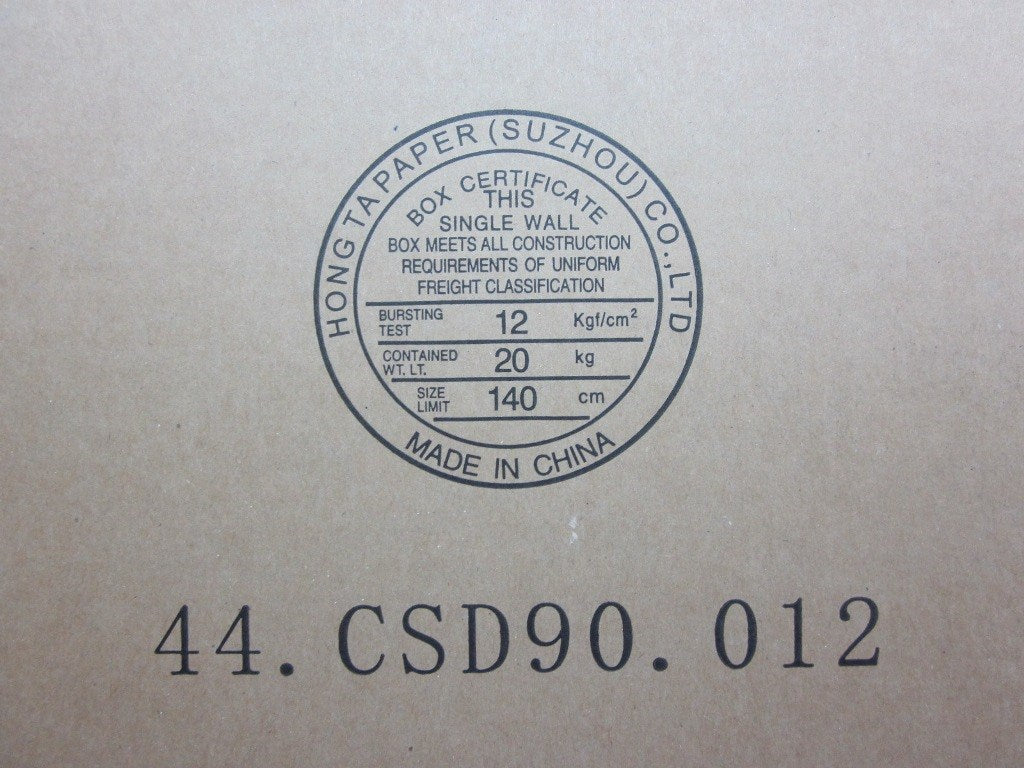 HONG TA PAPER (SUZHOU) CO.,LTD
BOX CERTIFICATE
THIS
SINGLE WALL
BOX MEETS ALL CONSTRUCTION
REQUIREMENTS OF UNIFORM
FREIGHT CLASSIFICATION
BURSTING TEST 12 Kgf/cm²
CONTAINED WT. LT. 20 kg
SIZE LIMIT 140 cm
MADE IN CHINA
44.CSD90.012